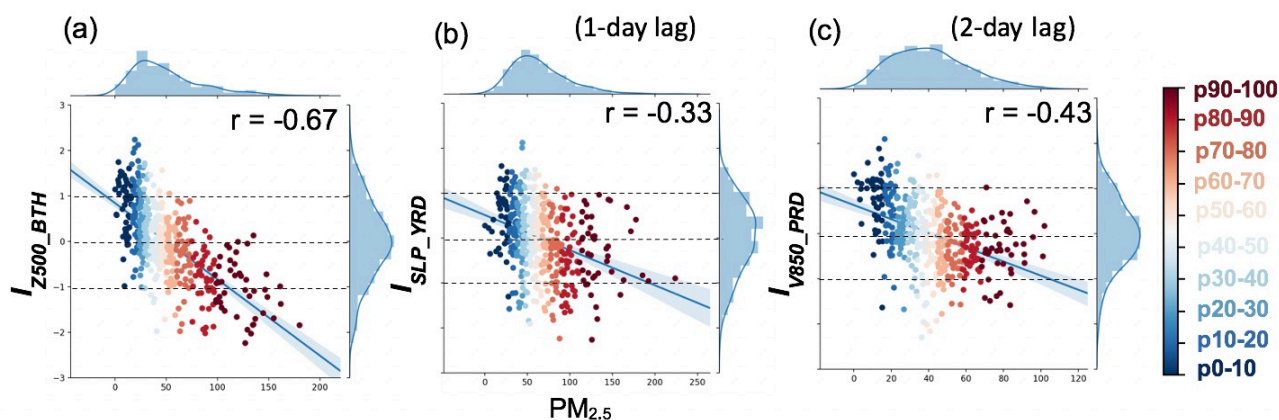 (a)
(b)
(1-day lag)
(c)
(2-day lag)
r = -0.67
r = -0.33
r = -0.43
3
2
1
0
-1
-2
-3
I_Z500_BTH
I_SLP_YRD
I_V850_PRD
0 50 100 150 200
0 50 100 150 200 250
0 20 40 60 80 100 120
PM2.5
p90-100
p80-90
p70-80
p60-70
p50-60
p40-50
p30-40
p20-30
p10-20
p0-10